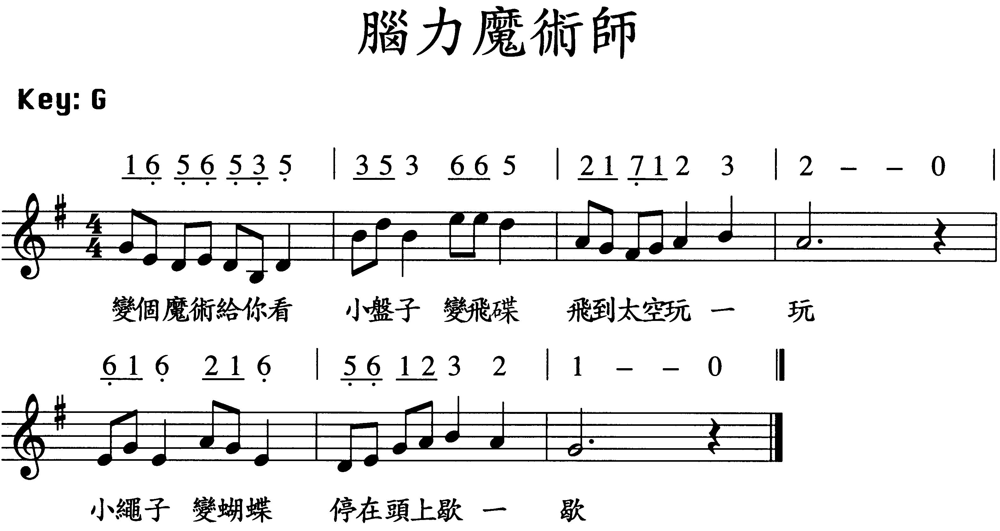 腦力魔術師
Key: G
4
4
1 6 5 6 5 3 5 | 3 5 3 6 6 5 | 2 1 7 1 2 3 | 2 – – 0 |
變個魔術給你看 小盤子 變飛碟 飛到太空玩 一 玩
6 1 6 2 1 6 | 5 6 1 2 3 2 | 1 – – 0
小繩子 變蝴蝶 停在頭上歇 一 歇